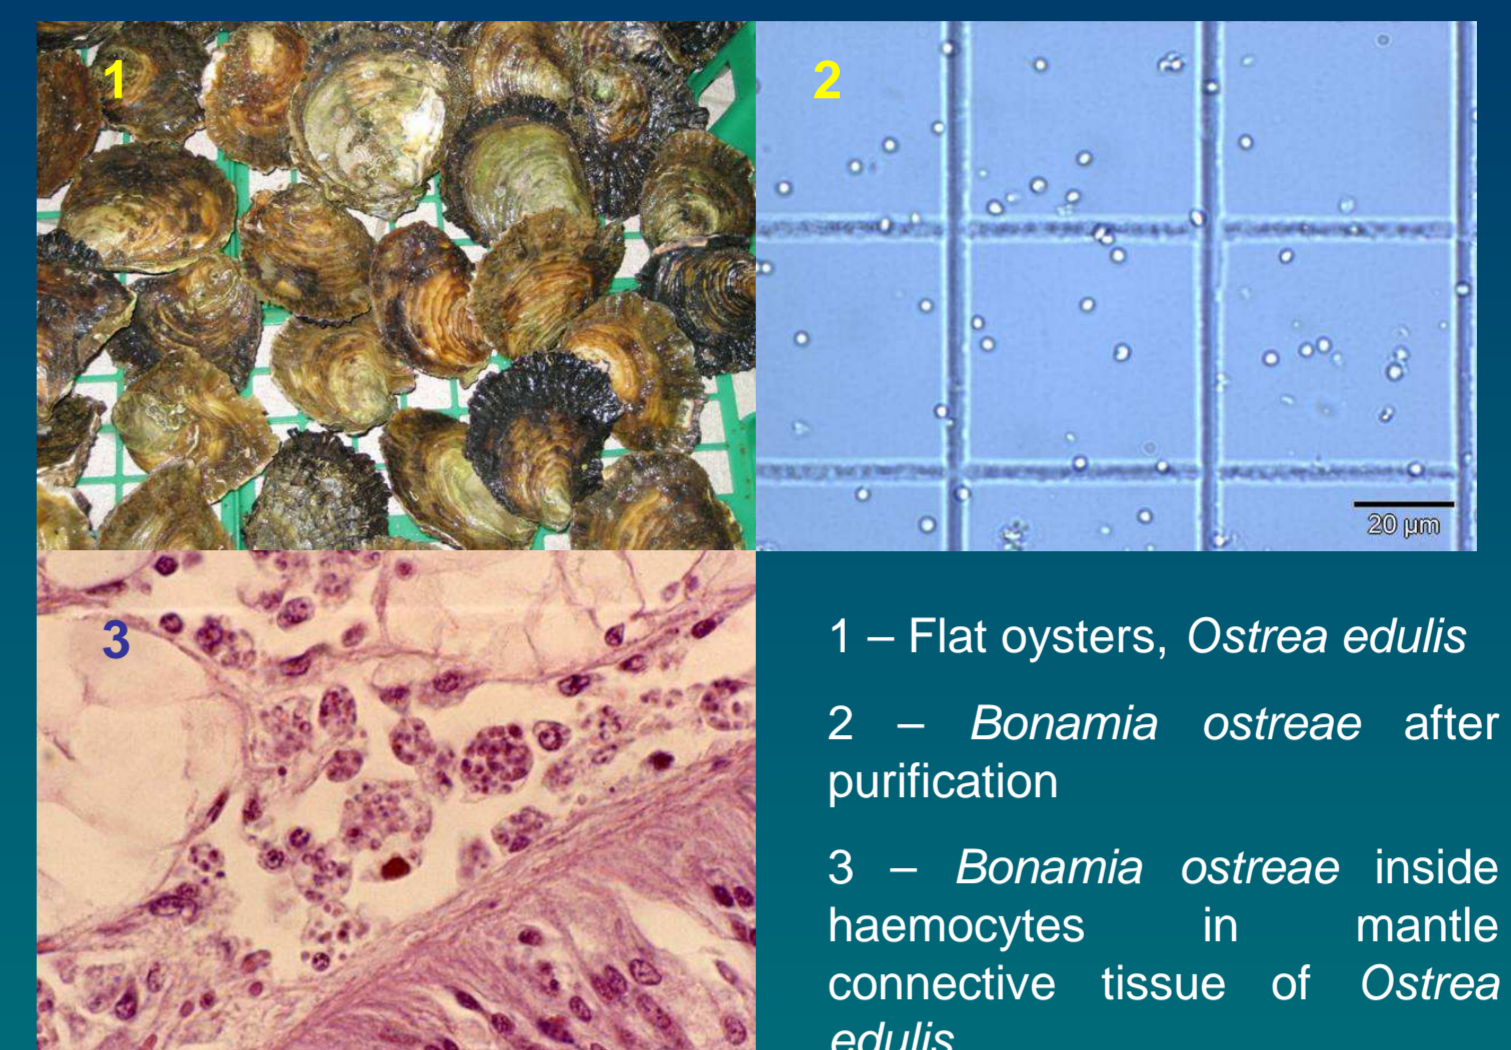 1
2
20 µm
3
1 – Flat oysters, Ostrea edulis
2 – Bonamia ostreae after
purification
3 – Bonamia ostreae inside
haemocytes in mantle
connective tissue of Ostrea
edulis